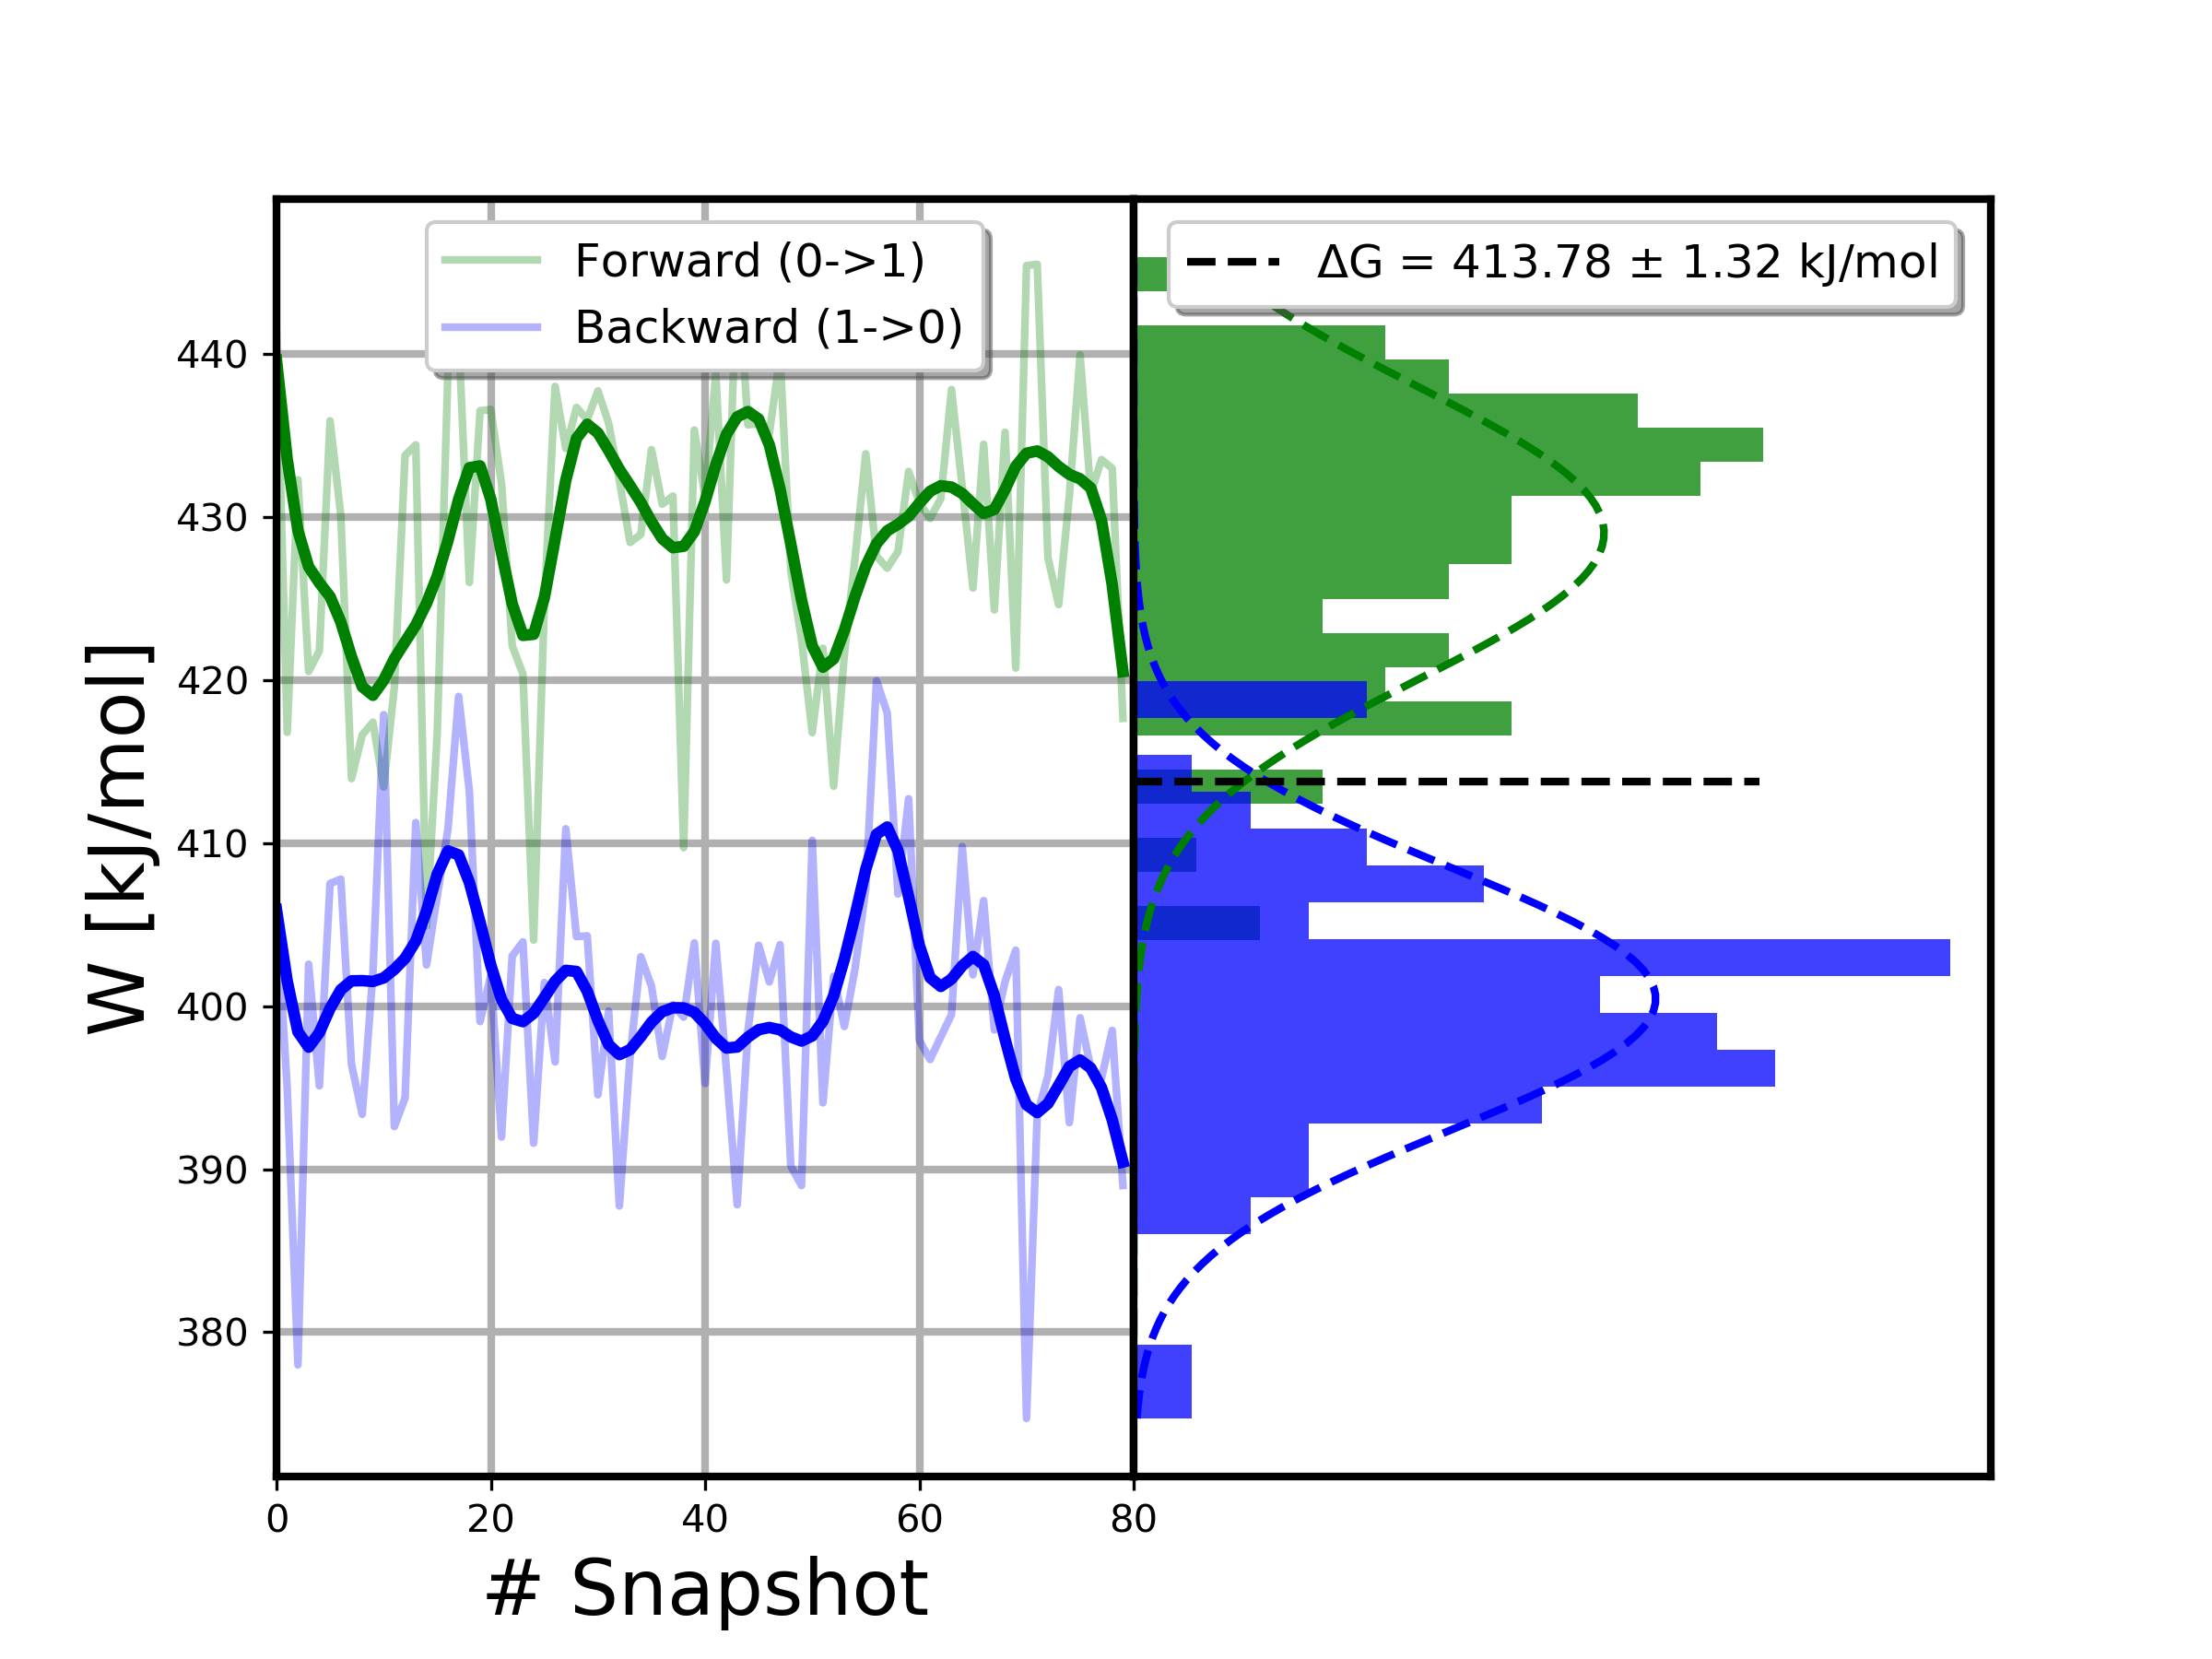 Forward (0->1)
Backward (1->0)
ΔG = 413.78 ± 1.32 kJ/mol
W [kJ/mol]
440
430
420
410
400
390
380
0 20 40 60 80
# Snapshot